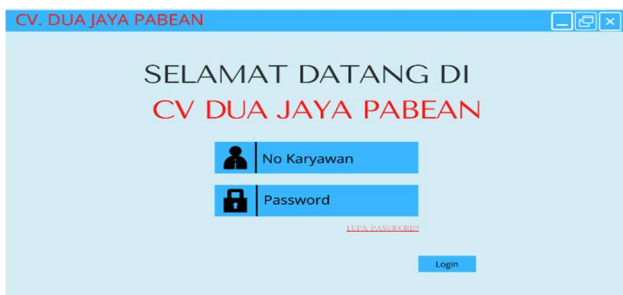 CV. DUA JAYA PABEAN
SELAMAT DATANG DI
CV DUA JAYA PABEAN
No Karyawan
Password
LUPA PASSWORD?
Login